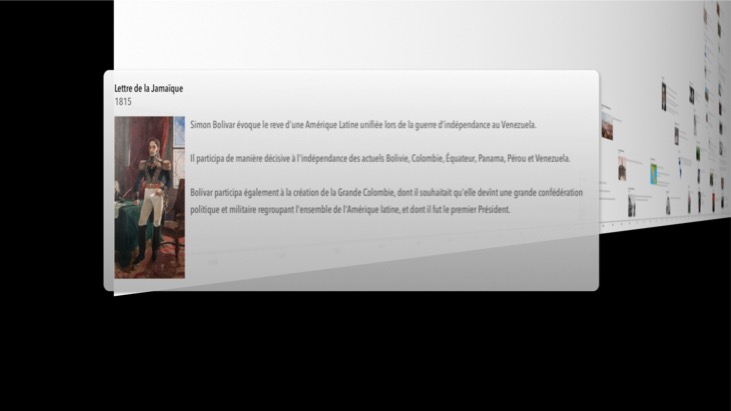 Lettre de la Jamaïque
1815
Simon Bolivar évoque le reve d'une Amérique Latine unifiée lors de la guerre d'indépendance au Venezuela.
Il participa de manière décisive à l'indépendance des actuels Bolivie, Colombie, Équateur, Panama, Pérou et Venezuela.
Bolívar participa également à la création de la Grande Colombie, dont il souhaitait qu'elle devînt une grande confédération
politique et militaire regroupant l'ensemble de l'Amérique latine, et dont il fut le premier Président.